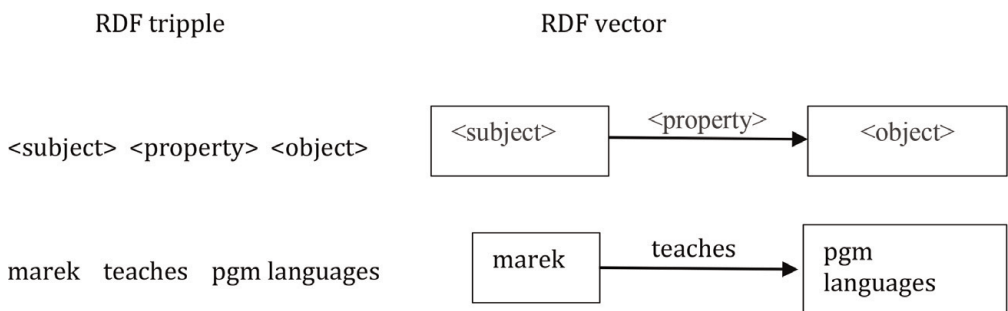 RDF tripple RDF vector
<subject> <property> <object> <subject> <property> <object>
marek teaches pgm languages marek teaches pgm
languages